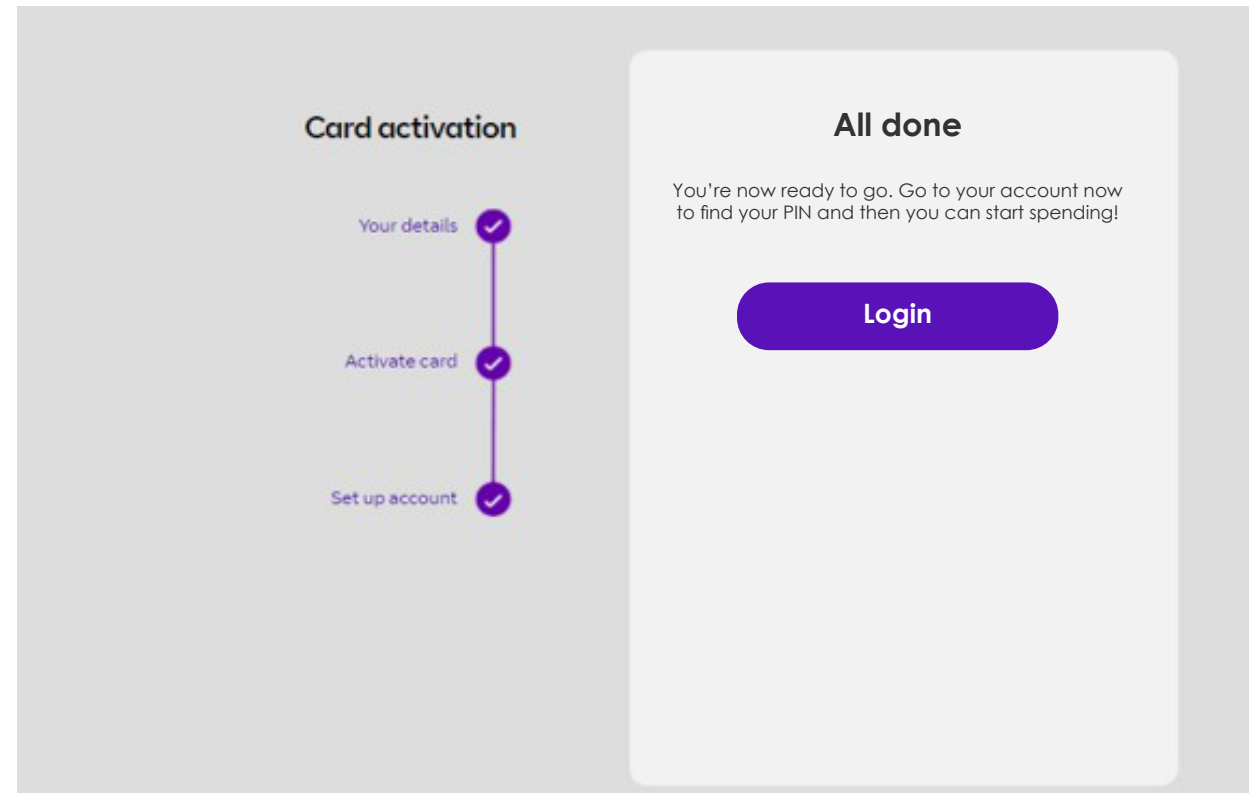 Card activation
Your details
Activate card
Set up account
All done
You're now ready to go. Go to your account now
to find your PIN and then you can start spending!
Login